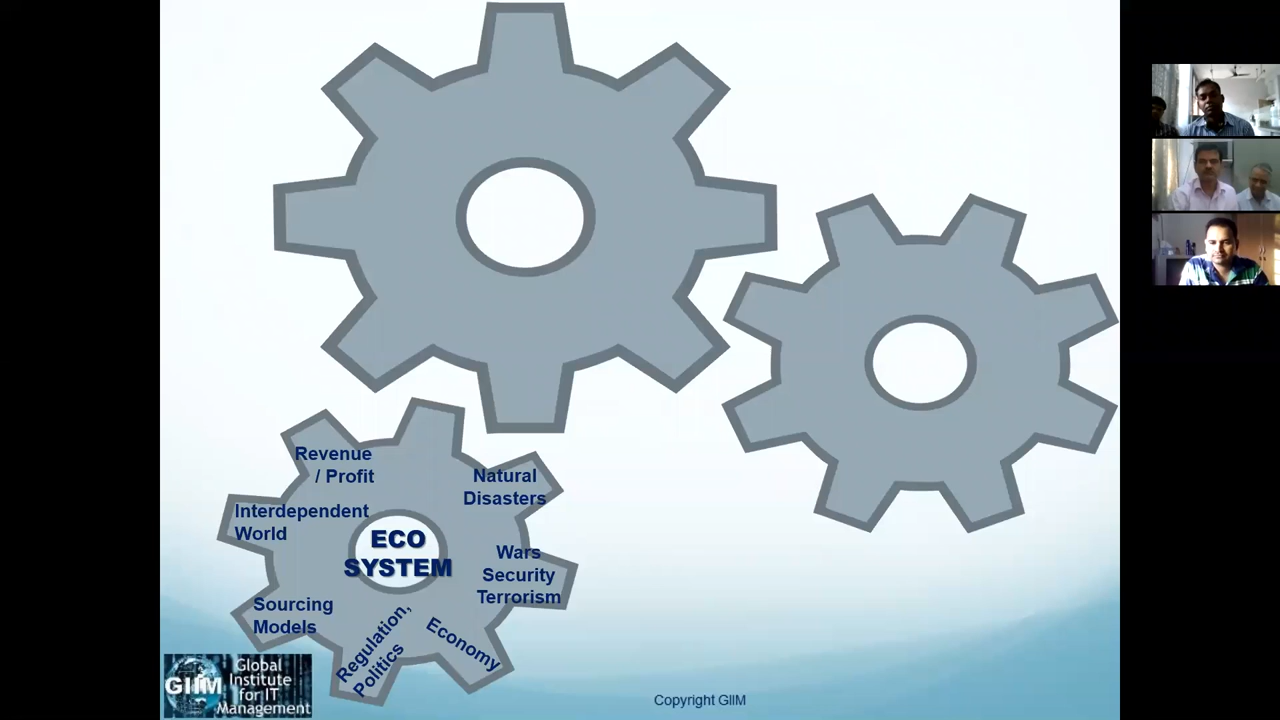 Revenue
/ Profit
Natural
Disasters
Interdependent
World
ECO
SYSTEM
Wars
Security
Terrorism
Sourcing
Models
Regulation,
Politics
Economy
GIIM
Global
Institute
for IT
Management
Copyright GIIM